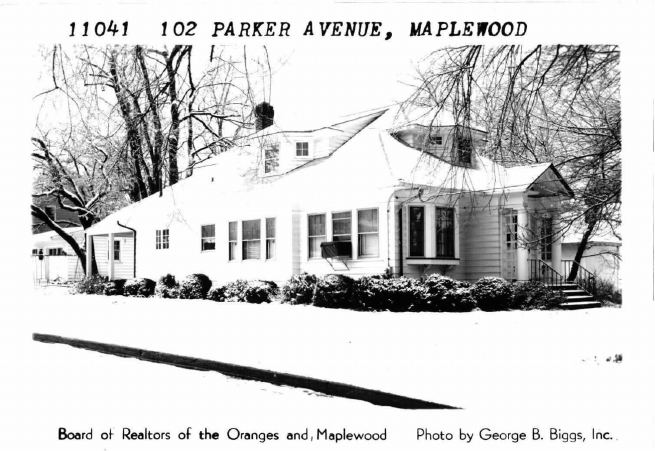 11041 102 PARKER AVENUE, MAPLEWOOD
Board of Realtors of the Oranges and, Maplewood Photo by George B. Biggs, Inc.